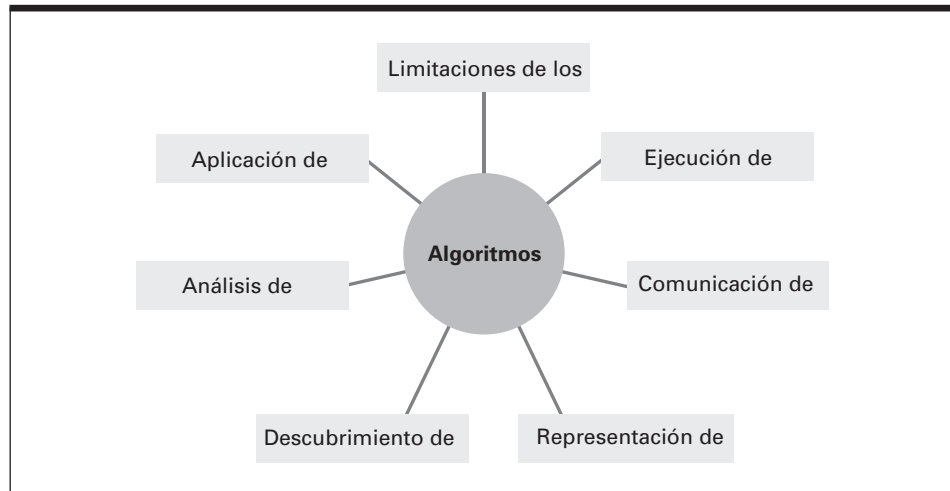 Limitaciones de los
Aplicación de
Ejecución de
Algoritmos
Análisis de
Comunicación de
Descubrimiento de
Representación de